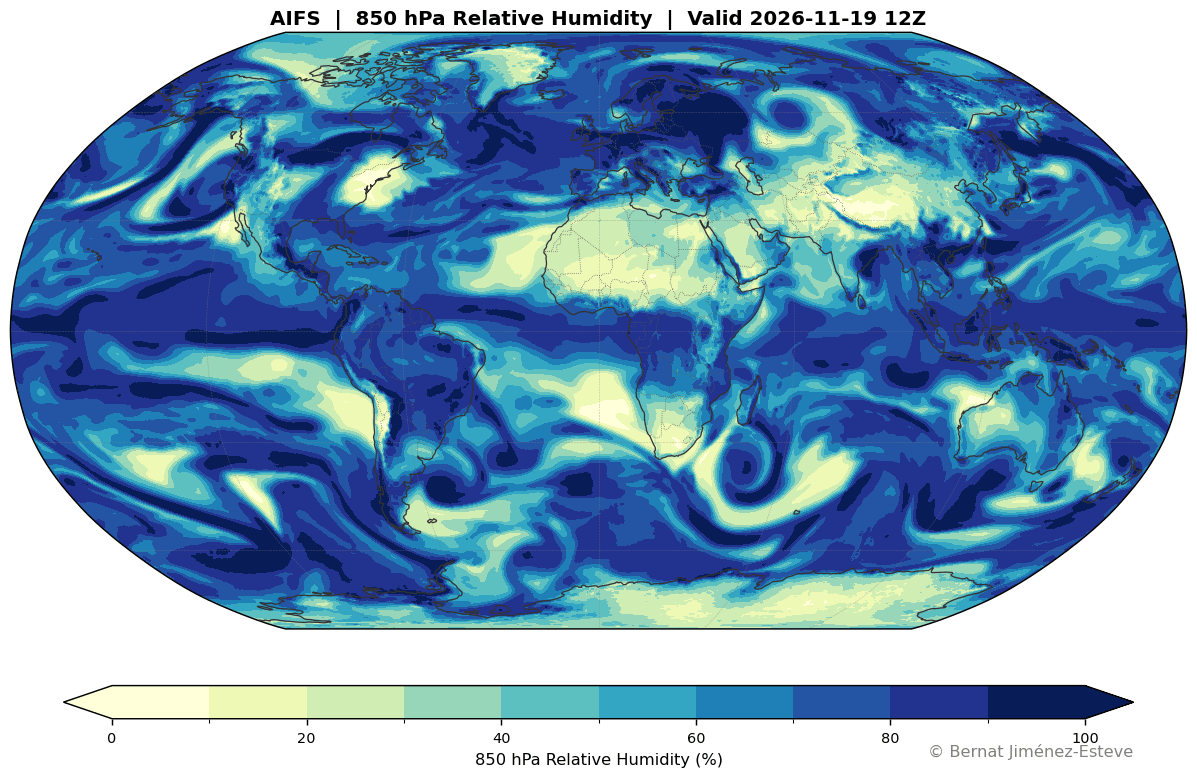 AIFS | 850 hPa Relative Humidity | Valid 2026-11-19 12Z
0 20 40 60 80 100
850 hPa Relative Humidity (%)
© Bernat Jiménez-Esteve